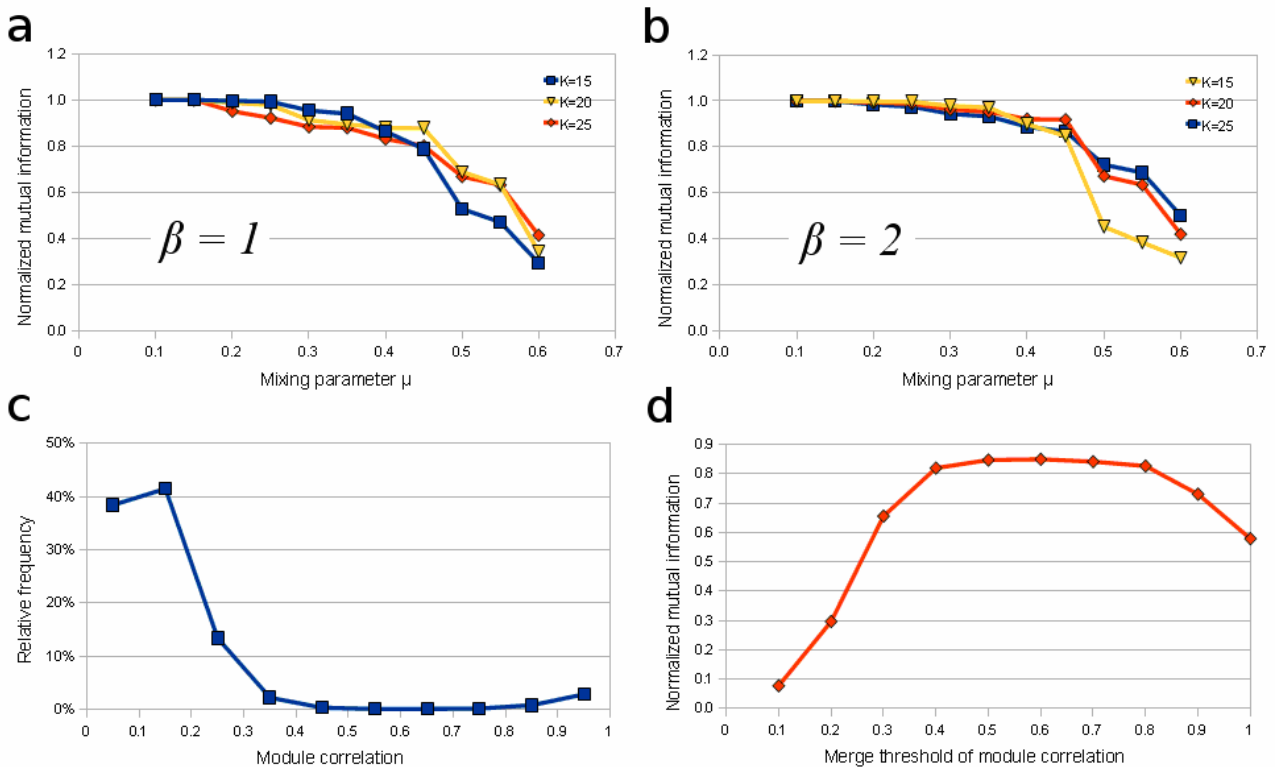 a
1.2
1.0
0.8
0.6
0.4
0.2
0.0
Normalized mutual information
K=15
K=20
K=25
β = 1
0 0.1 0.2 0.3 0.4 0.5 0.6 0.7
Mixing parameter μ
b
1.2
1.0
0.8
0.6
0.4
0.2
0.0
Normalized mutual information
K=15
K=20
K=25
β = 2
0.0 0.1 0.2 0.3 0.4 0.5 0.6 0.7
Mixing parameter μ
c
50%
40%
30%
20%
10%
0%
Relative frequency
0 0.1 0.2 0.3 0.4 0.5 0.6 0.7 0.8 0.9 1
Module correlation
d
0.9
0.8
0.7
0.6
0.5
0.4
0.3
0.2
0.1
0.0
Normalized mutual information
0 0.1 0.2 0.3 0.4 0.5 0.6 0.7 0.8 0.9 1
Merge threshold of module correlation